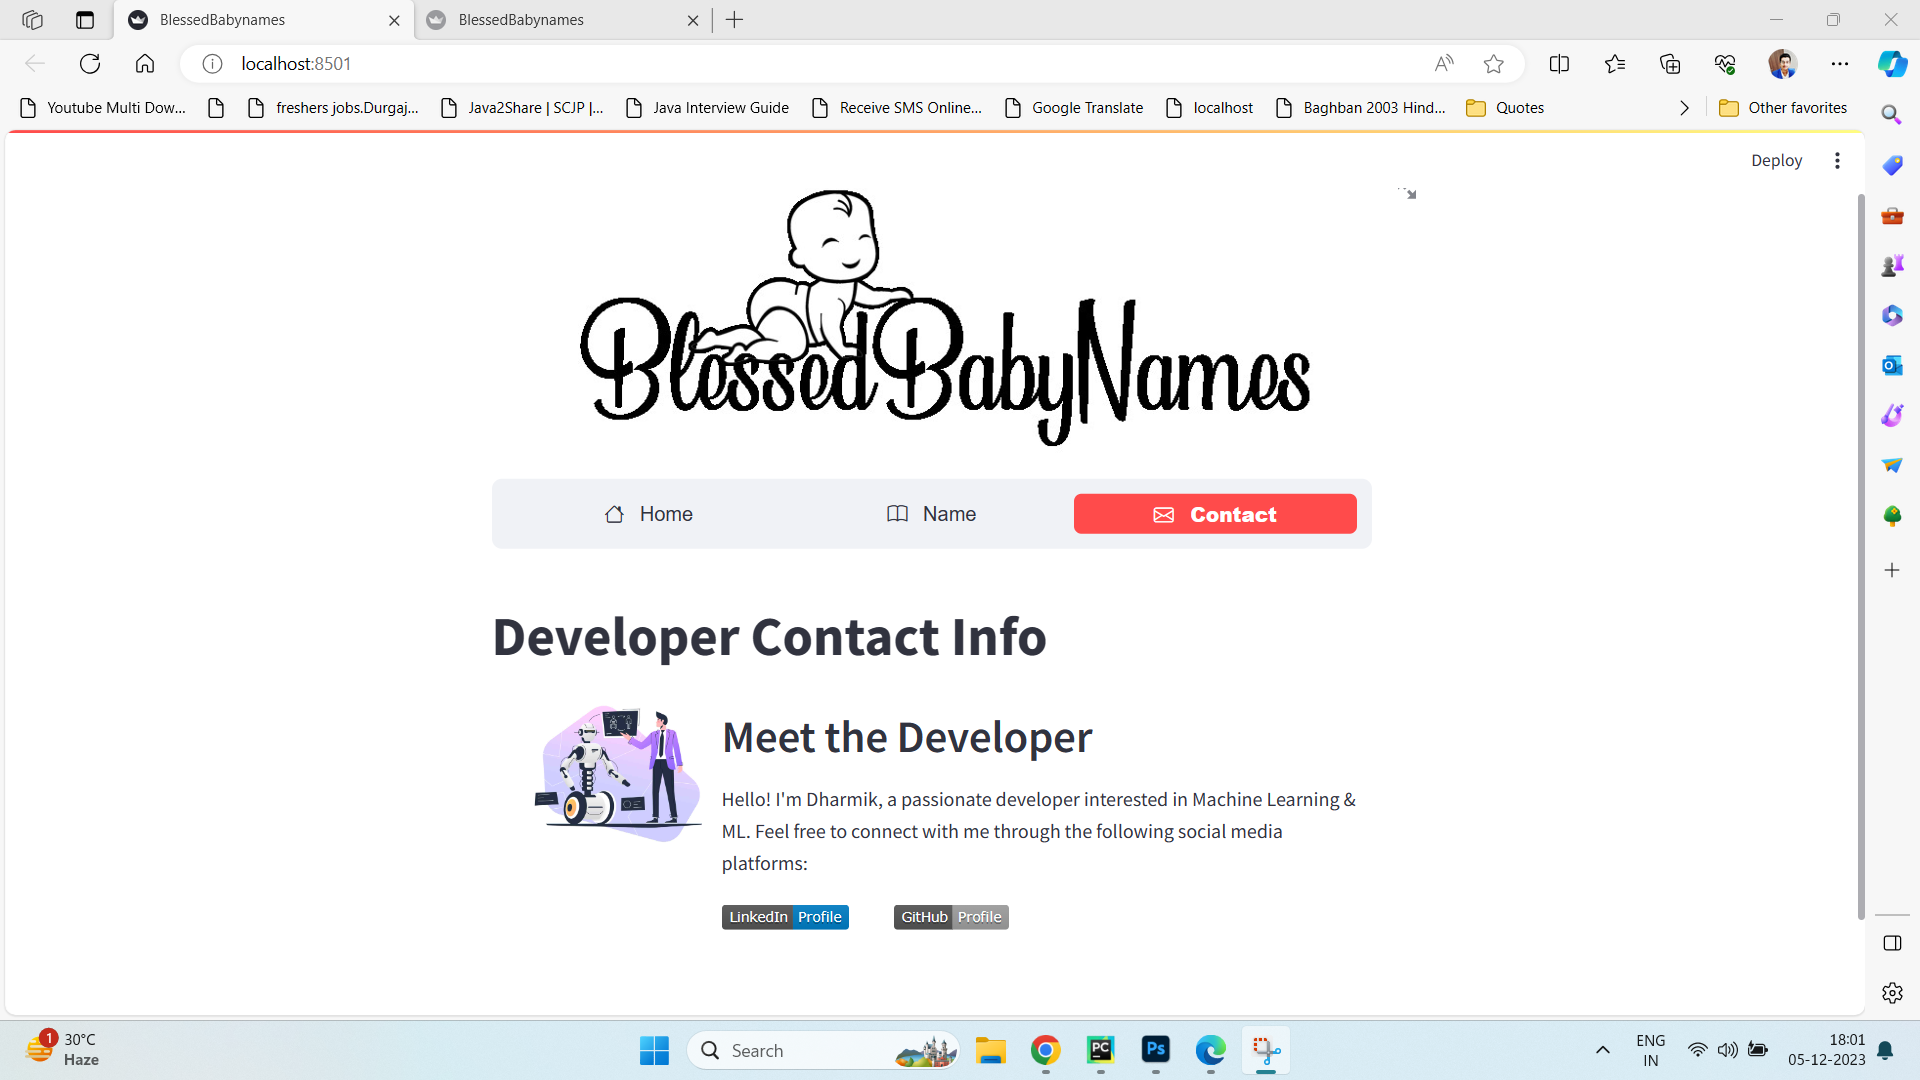 BlessedBabynames
BlessedBabynames
localhost:8501
Youtube Multi Dow...
freshers jobs.Durgaj...
Java2Share | SCJP |...
Java Interview Guide
Receive SMS Online...
Google Translate
localhost
Baghban 2003 Hind...
Quotes
Other favorites
Deploy
BlessedBabyNames
Home
Name
Contact
Developer Contact Info
Meet the Developer
Hello! I'm Dharmik, a passionate developer interested in Machine Learning &
ML. Feel free to connect with me through the following social media
platforms:
LinkedIn Profile
GitHub Profile
1
30°C
Haze
Search
PC
Ps
ENG
IN
18:01
05-12-2023